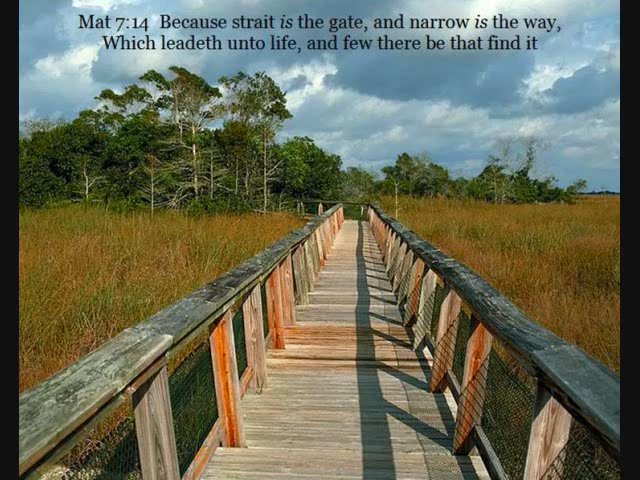 Mat 7:14  Because strait is the gate, and narrow is the way,
Which leadeth unto life, and few there be that find it